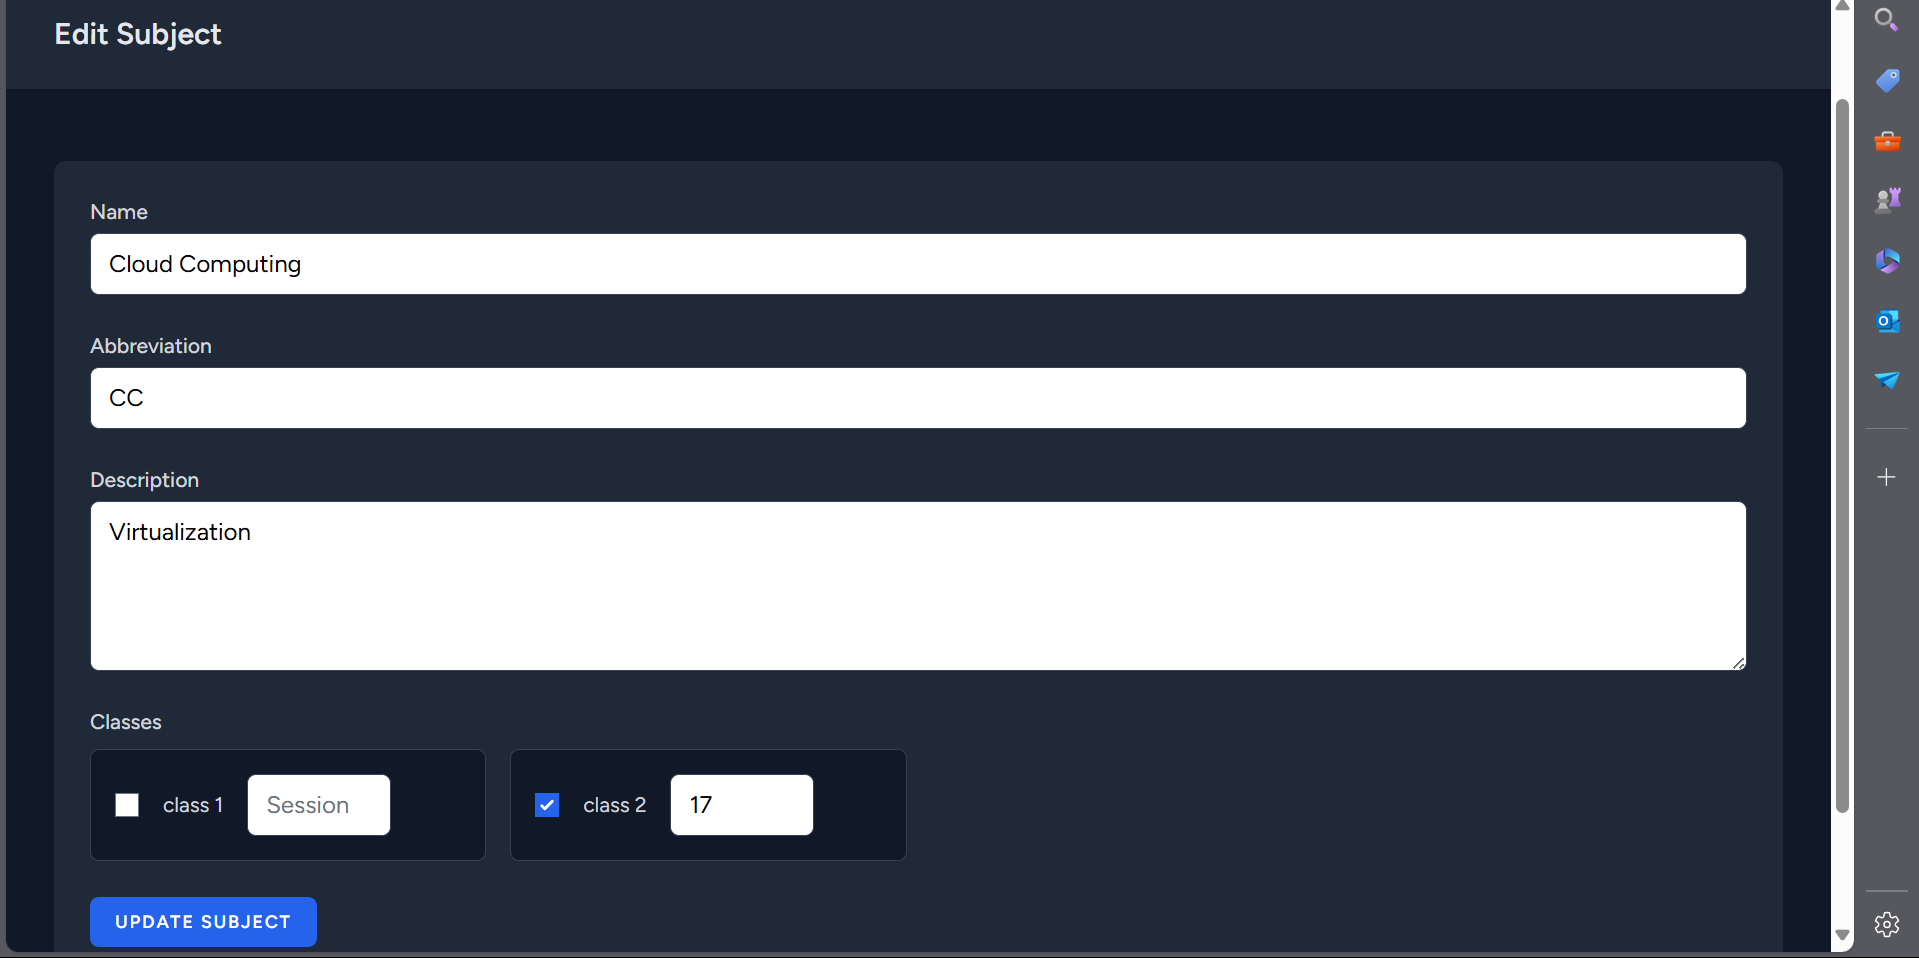 Edit Subject
Name
Cloud Computing
Abbreviation
CC
Description
Virtualization
Classes
class 1 Session class 2 17
UPDATE SUBJECT